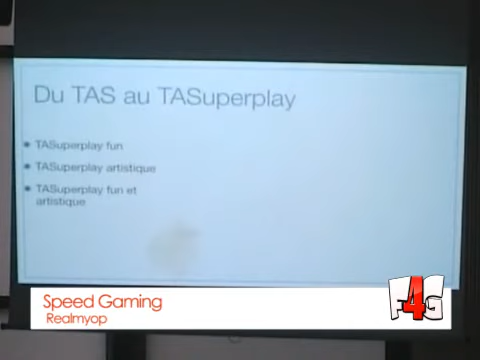 Du TAS au TASuperplay
TASuperplay fun
TASuperplay artistique
TASuperplay fun et
artistique
Speed Gaming
Realmyop
F4G